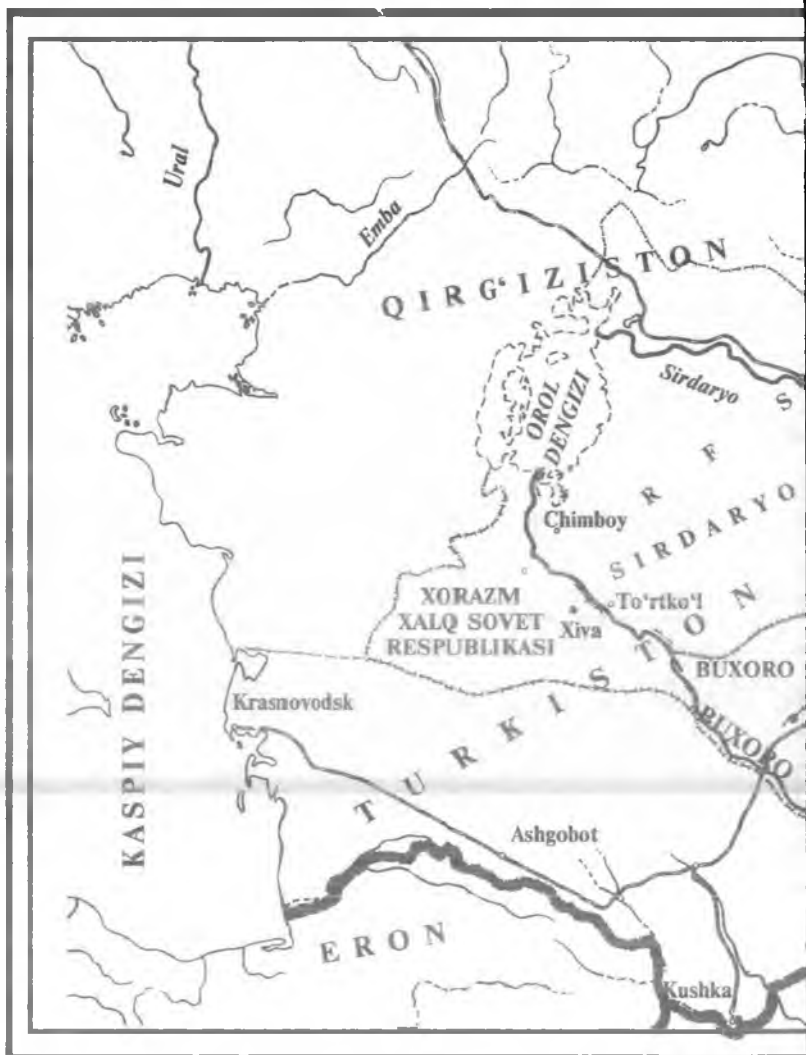 Ural
Emba
QIRG‘IZISTON
Sirdaryo
OROL
DENGIZI
S
R F
Chimboy
SIRDARYO
To‘rtko‘l
XORAZM
XALQ SOVET
RESPUBLIKASI
Xiva
BUXORO
BUXORO
KASPIY DENGIZI
Krasnovodsk
TURKISTON
Ashgobot
ERON
Kushka